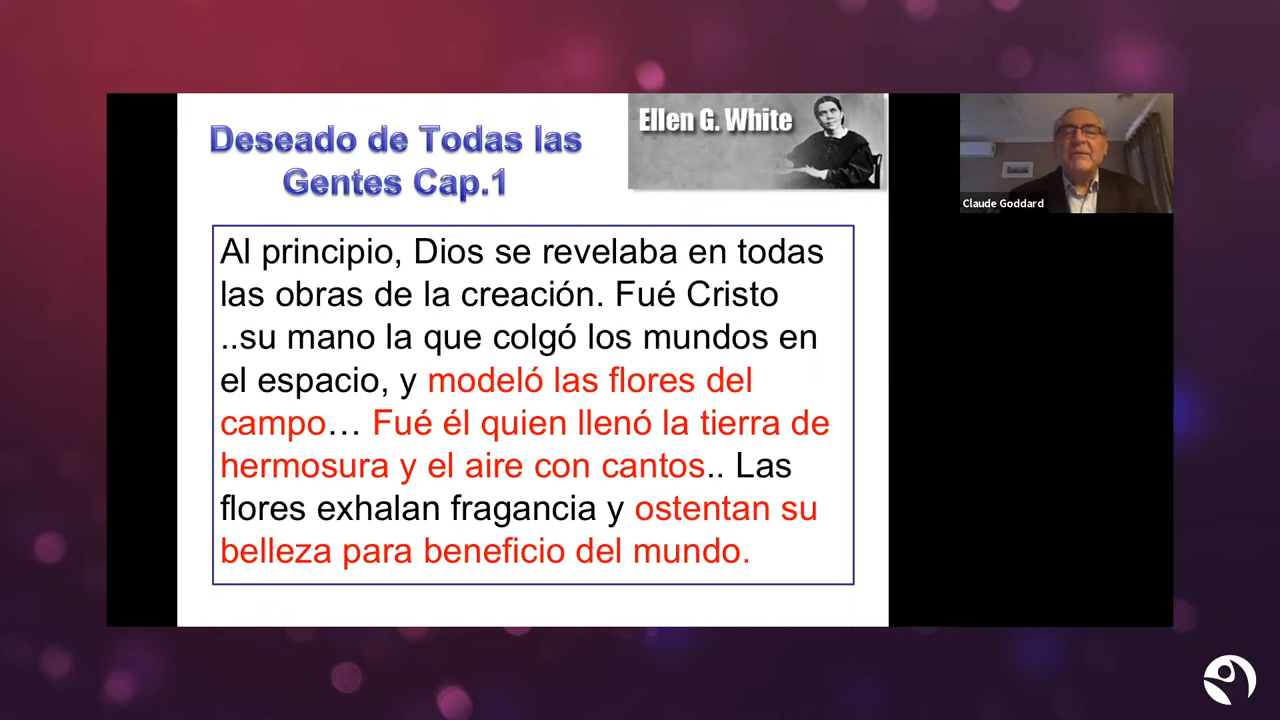 Deseado de Todas las
Gentes Cap.1
Ellen G. White
Al principio, Dios se revelaba en todas
las obras de la creación. Fué Cristo
..su mano la que colgó los mundos en
el espacio, y modeló las flores del
campo… Fué él quien llenó la tierra de
hermosura y el aire con cantos.. Las
flores exhalan fragancia y ostentan su
belleza para beneficio del mundo.
Claude Goddard